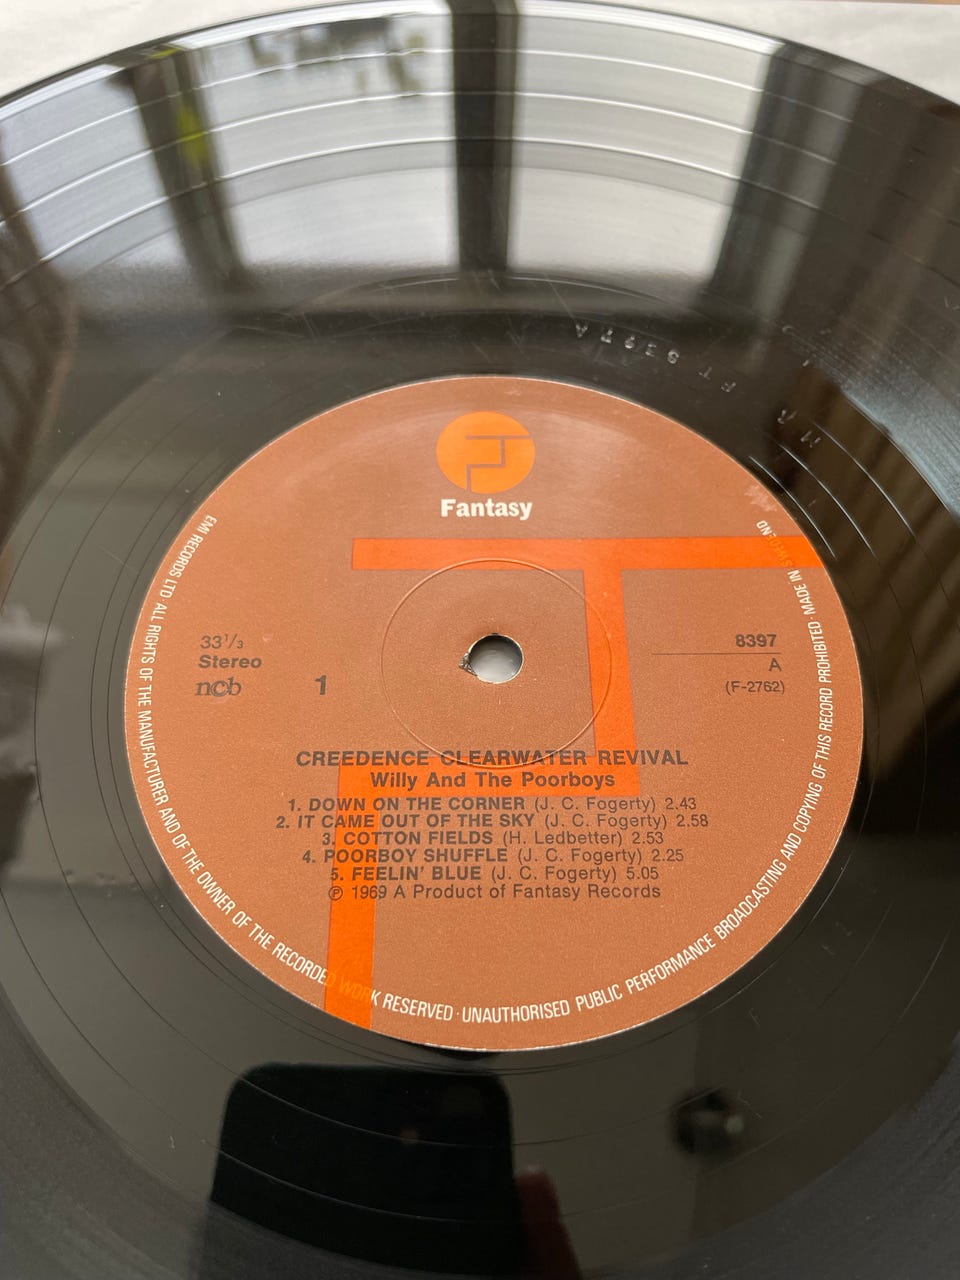 Fantasy
EMI RECORDS LTD · ALL RIGHTS OF THE MANUFACTURER AND OF THE OWNER OF THE RECORDED WORK RESERVED · UNAUTHORISED PUBLIC PERFORMANCE BROADCASTING AND COPYING OF THIS RECORD PROHIBITED · MADE IN
33 1/3
Stereo
ncb
1
8397
A
(F-2762)
CREEDENCE CLEARWATER REVIVAL
Willy And The Poorboys
1. DOWN ON THE CORNER (J. C. Fogerty) 2.43
2. IT CAME OUT OF THE SKY (J. C. Fogerty) 2.58
3. COTTON FIELDS (H. Ledbetter) 2.53
4. POORBOY SHUFFLE (J. C. Fogerty) 2.25
5. FEELIN' BLUE (J. C. Fogerty) 5.05
℗ 1969 A Product of Fantasy Records